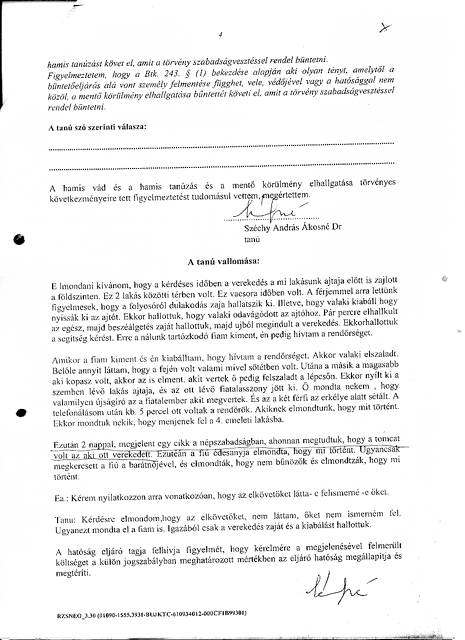 4
hamis tanúzást követ el, amit a törvény szabadságvesztéssel rendel büntetni.
Figyelmeztetem, hogy a Btk. 243. § (1) bekezdése alapján aki olyan tényt, amelytől a
büntetőeljárás alá vont személy felmentése függhet, vele, védőjével vagy a hatósággal nem
közöl, a mentő körülmény elhallgatása bűntettét követi el, amit a törvény szabadságvesztéssel
rendel büntetni.
A tanú szó szerinti válasza:
A hamis vád és a hamis tanúzás és a mentő körülmény elhallgatása törvényes
következményeire tett figyelmeztetést tudomásul vettem, megértettem.
Széchy András Ákosné Dr
tanú
A tanú vallomása:
E lmondani kívánom, hogy a kérdéses időben a verekedés a mi lakásunk ajtaja előtt is zajlott
a földszinten. Ez 2 lakás közötti térben volt. Ez vacsora időben volt. A férjemmel arra lettünk
figyelmesek, hogy a folyosóról dulakodás zaja hallatszik ki. Illetve, hogy valaki kiabáll hogy
nyissák ki az ajtót. Ekkor hallottuk, hogy valaki odavágódott az ajtóhoz. Pár percre elhallkult
az egész, majd beszéálgetés zaját hallottuk, majd ujból megindult a verekedés. Ekkorhallottuk
a segítség kérést. Erre a nálunk tartózkodó fiam kiment, én pedig hívtam a rendőrséget.
Amikor a fiam kiment és én kiabálltam, hogy hívtam a rendőrséget. Akkor valaki elszaladt.
Belőle annyit láttam, hogy a fején volt valami mivel sötétben volt. Utána a másik a magasabb
aki kopasz volt, akkor az is elment, akit vertek ő pedig felszaladt a lépcsőn. Ekkor nyílt ki a
szemben lévő lakás ajtaja, és az ott lévő fiatalasszony jött ki. Ő mondta nekem , hogy
valamilyen újságíró az a fiatalember akit megvertek. És az a két férfi az erkélye alatt sétált. A
telefonálásom után kb. 5 percel ott voltak a rendőrök. Akiknek elmondtunk, hogy mit történt.
Ekkor mondtuk nekik, hogy menjenek fel a 4. emeleti lakásba.
Ezután 2 nappal, megjelent egy cikk a népszabadságban, ahonnan megtudtuk, hogy a tomcat
volt az aki ott verekedett. Ezutéán a fiú édesanyja elmondta, hogy mi történt. Ugyancsak
megkeresett a fiú a barátnőjével, és elmondták, hogy nem bűnözők és elmondtzák, hogy mi
történt.
Ea.: Kérem nyilatkozzon arra vonatkozóan, hogy az elkövetőket látta- e felismerné -e őket.
Tanu: Kérdésre elmondom,hogy az elkövetőket, nem láttam, őket nem ismerném fel.
Ugyanezt mondta el a fiam is. Igazából csak a verekedés zaját és a kiabálást hallottuk.
A hatóság eljáró tagja felhívja figyelmét, hogy kérelmére a megjelenésével felmerült
költséget a külön jogszabályban meghatározott mértékben az eljáró hatóság megállapítja és
megtéríti.